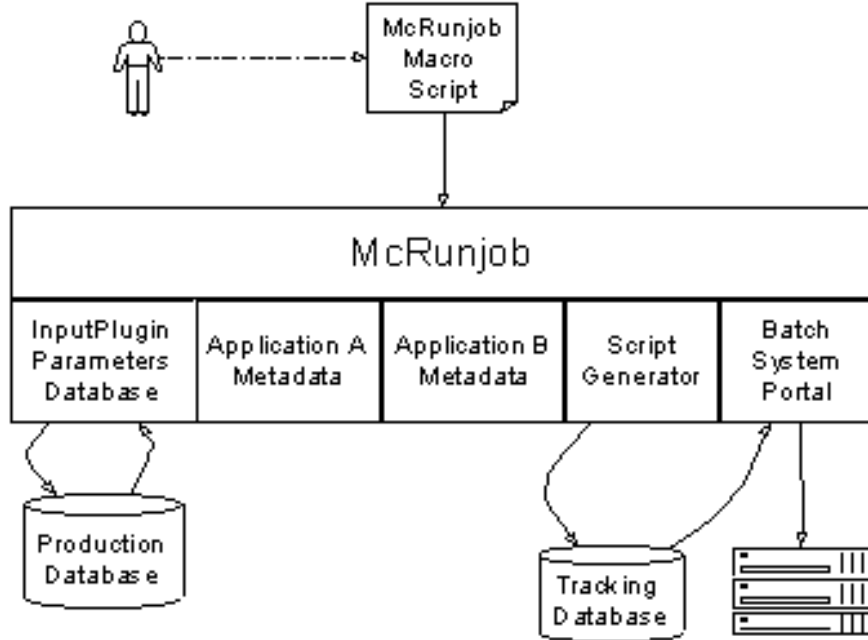 McRunjob
Macro
Script
McRunjob
InputPlugin
Parameters
Database
Application A
Metadata
Application B
Metadata
Script
Generator
Batch
System
Portal
Production
Database
Tracking
Database